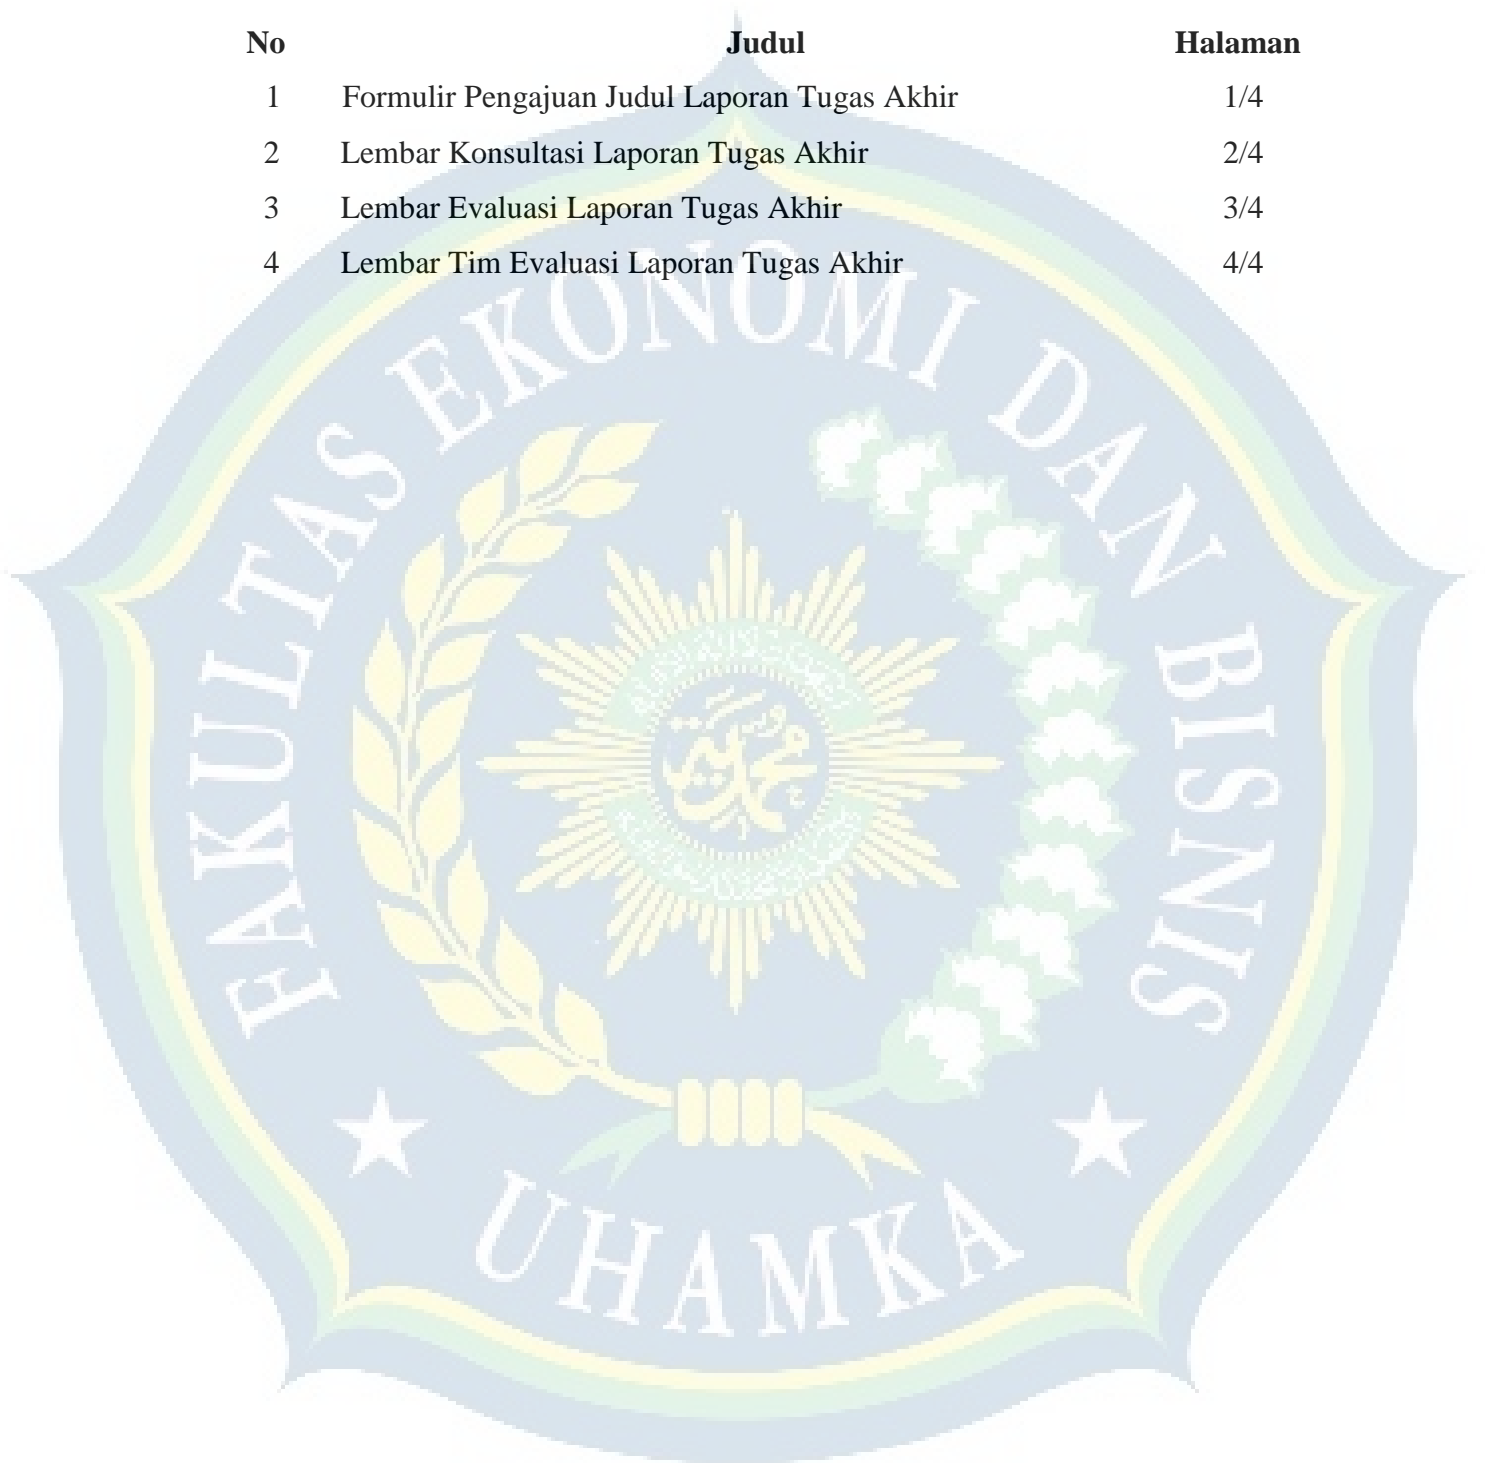 No Judul Halaman
1 Formulir Pengajuan Judul Laporan Tugas Akhir 1/4
2 Lembar Konsultasi Laporan Tugas Akhir 2/4
3 Lembar Evaluasi Laporan Tugas Akhir 3/4
4 Lembar Tim Evaluasi Laporan Tugas Akhir 4/4
FAKULTAS EKONOMI DAN BISNIS
UHAMKA